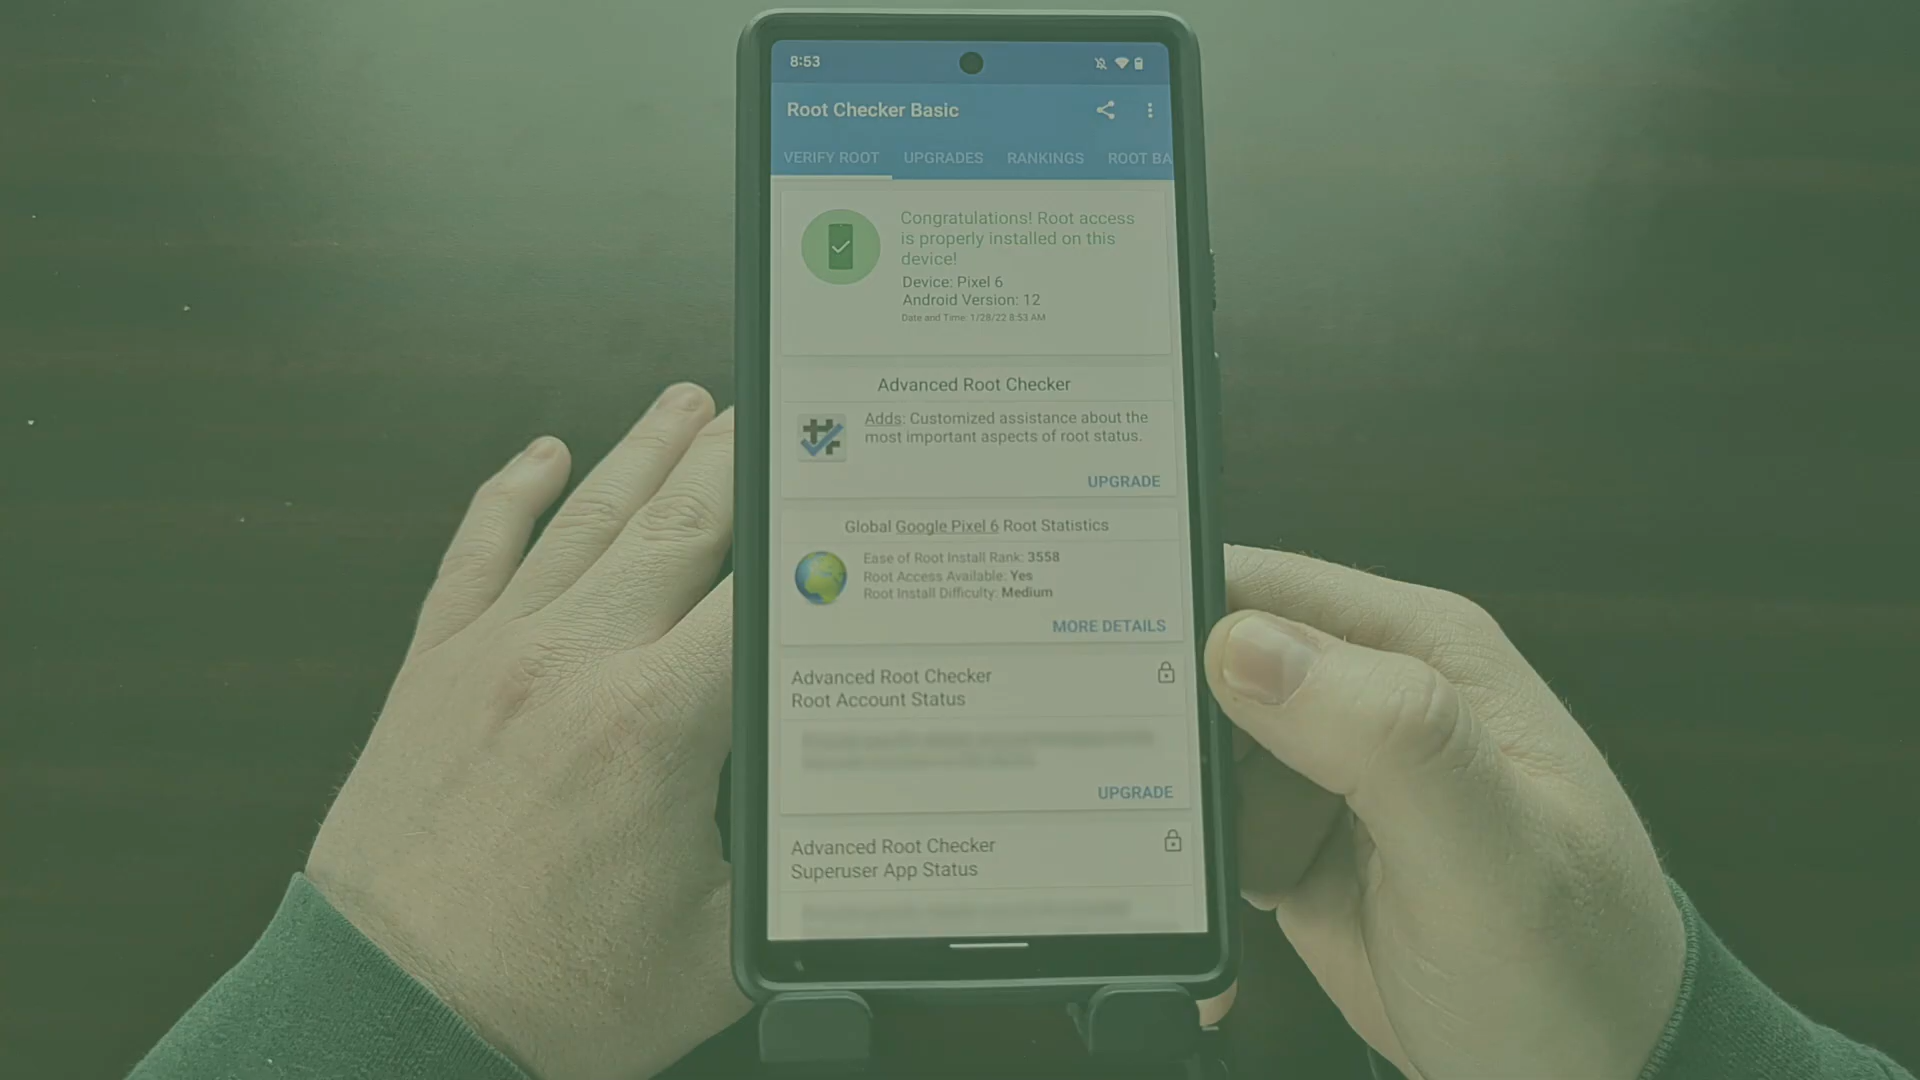 8:53
Root Checker Basic
VERIFY ROOT UPGRADES RANKINGS ROOT BA
Congratulations! Root access
is properly installed on this
device!
Device: Pixel 6
Android Version: 12
Date and Time: 1/28/22 8:53 AM
Advanced Root Checker
Adds: Customized assistance about the
most important aspects of root status.
UPGRADE
Global Google Pixel 6 Root Statistics
Ease of Root Install Rank: 3558
Root Access Available: Yes
Root Install Difficulty: Medium
MORE DETAILS
Advanced Root Checker
Root Account Status
UPGRADE
Advanced Root Checker
Superuser App Status